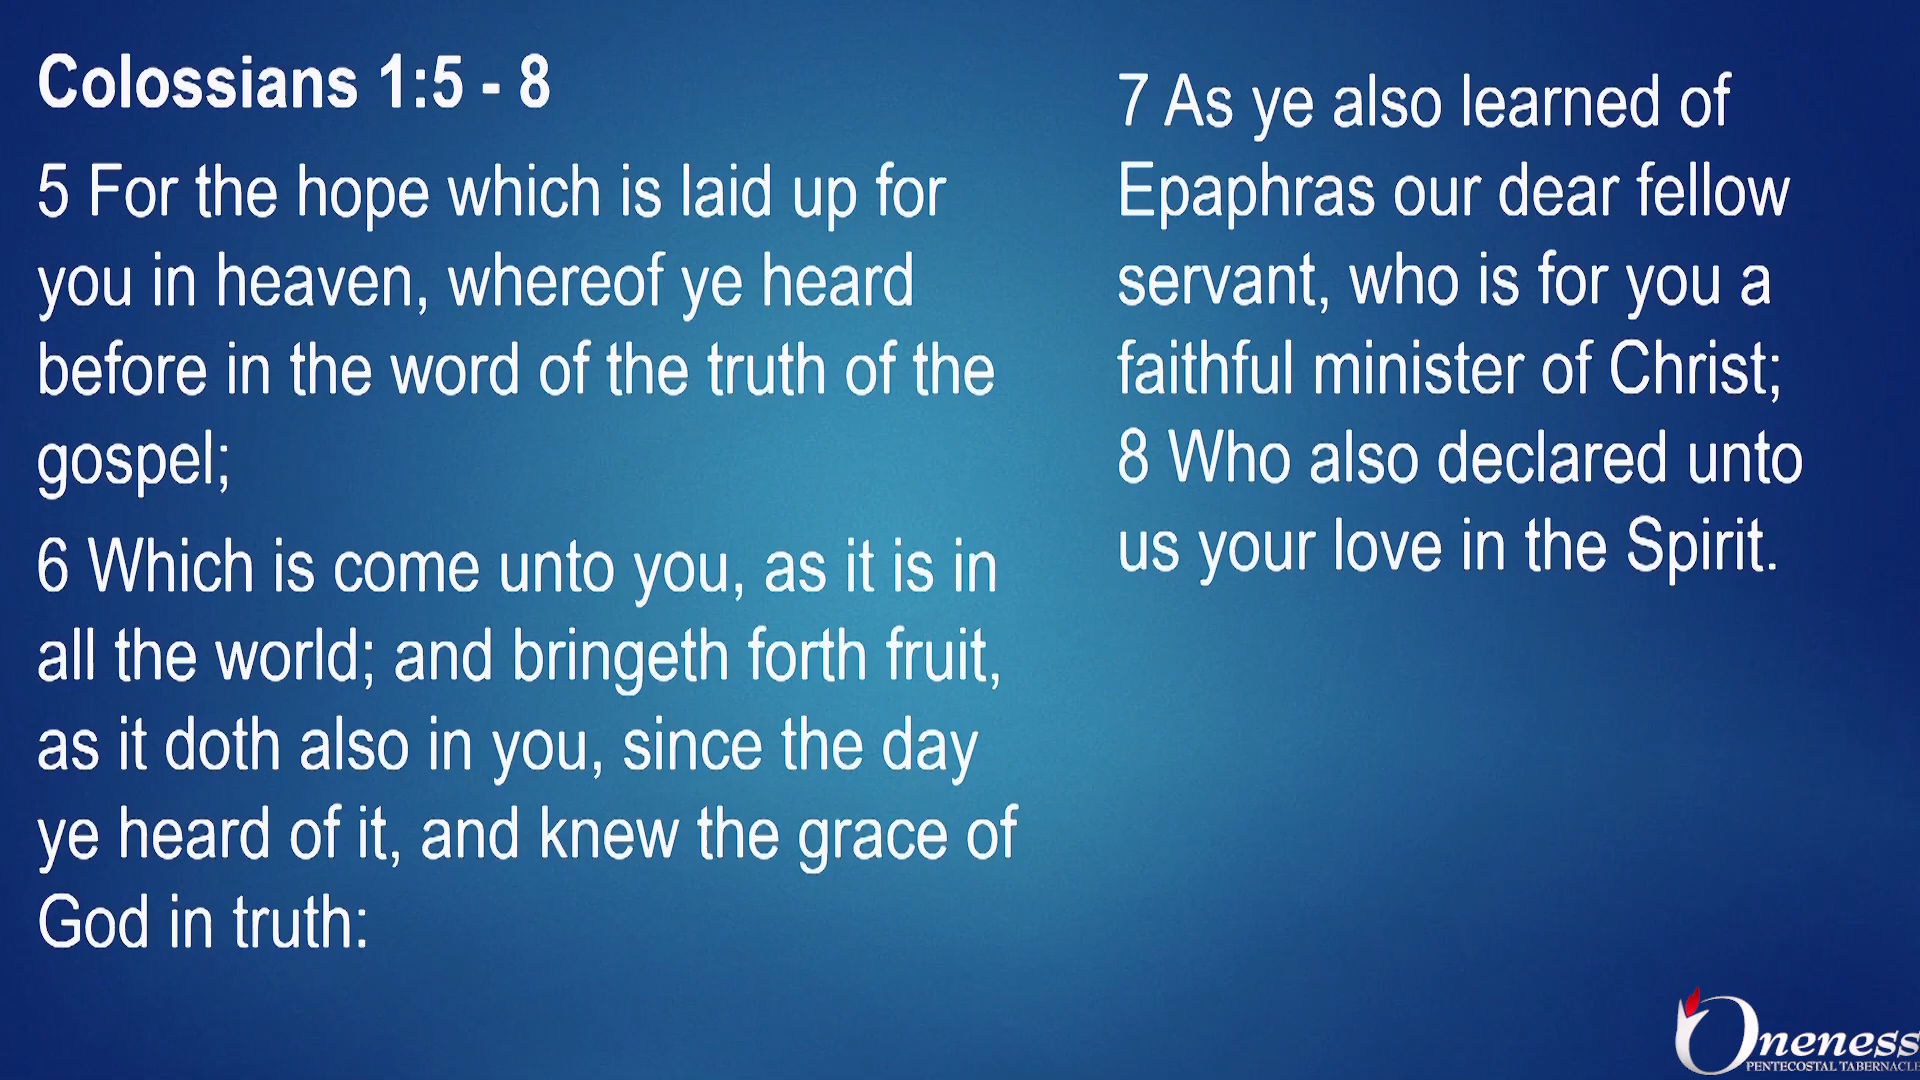 Colossians 1:5 - 8
5 For the hope which is laid up for
you in heaven, whereof ye heard
before in the word of the truth of the
gospel;
6 Which is come unto you, as it is in
all the world; and bringeth forth fruit,
as it doth also in you, since the day
ye heard of it, and knew the grace of
God in truth:
7 As ye also learned of
Epaphras our dear fellow
servant, who is for you a
faithful minister of Christ;
8 Who also declared unto
us your love in the Spirit.
Oneness
PENTECOSTAL TABERNACLE